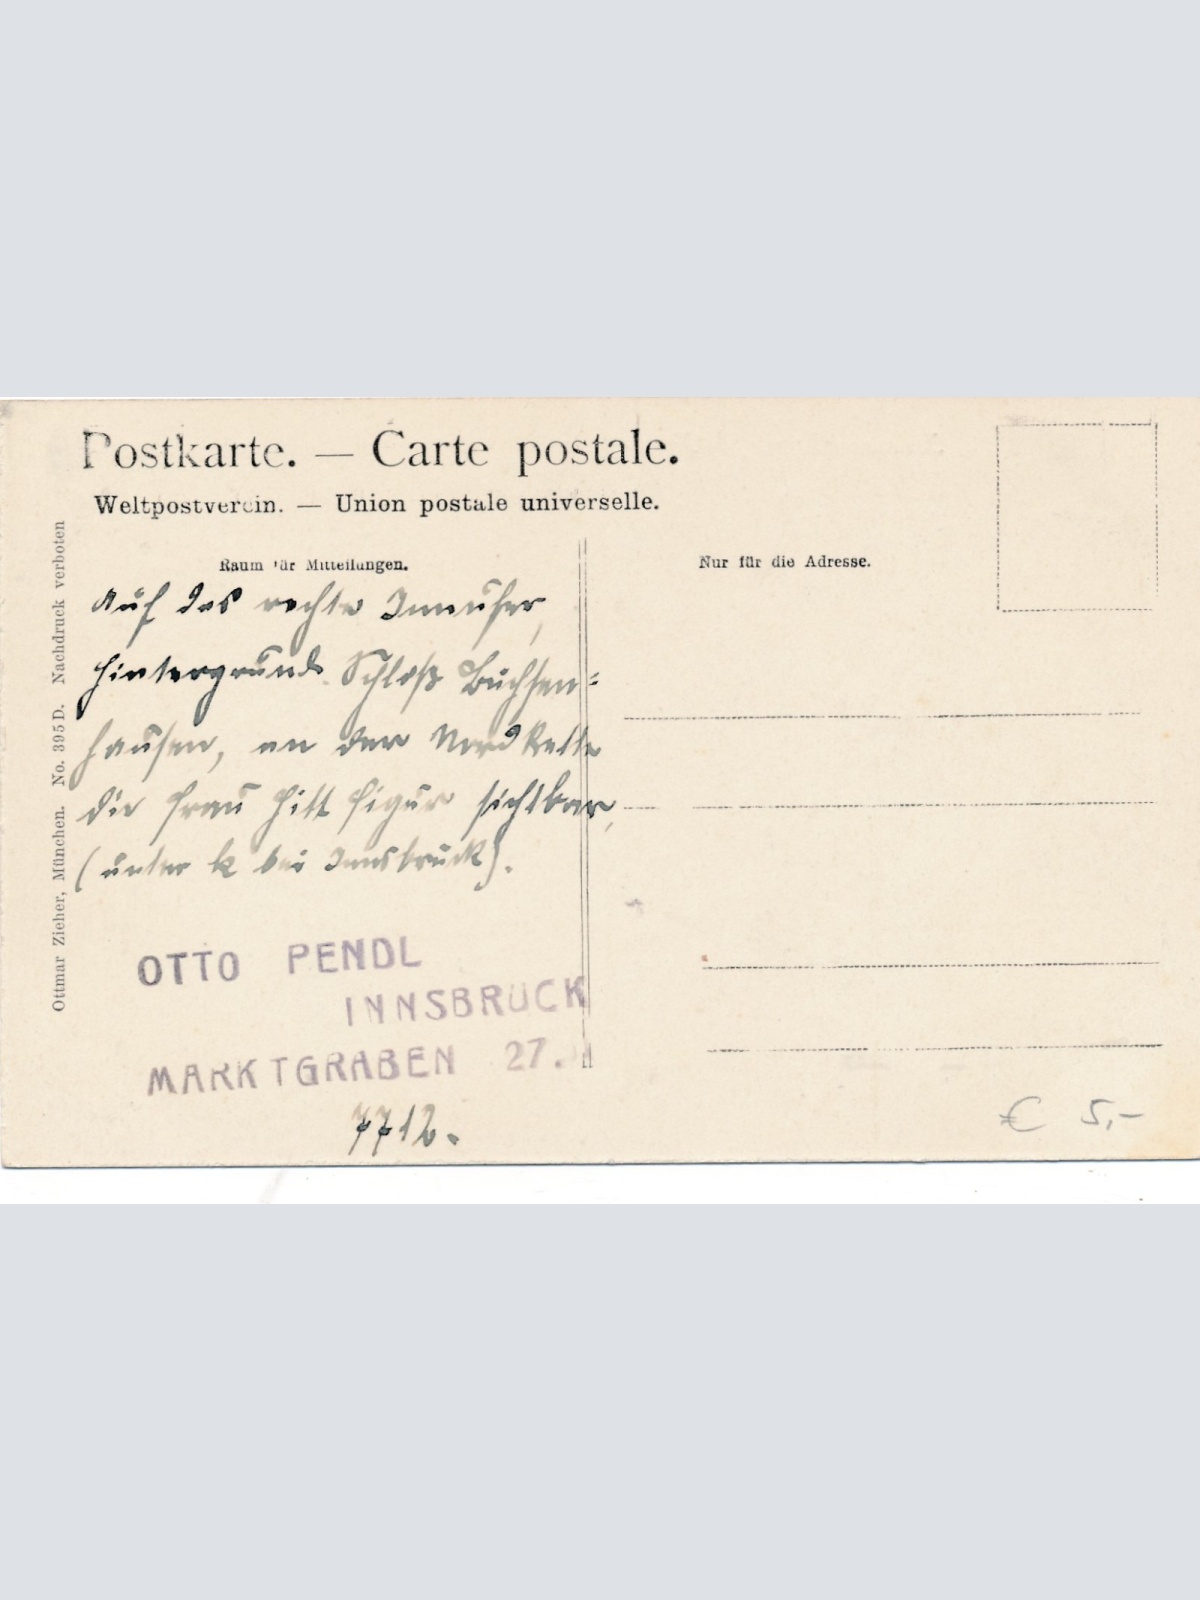 Postkarte. — Carte postale.
Weltpostverein. — Union postale universelle.
Raum für Mitteilungen.
Nur für die Adresse.
Auf das rechte Innufer,
Hintergrund Schloß Büchsen=
hausen, an der Nordkette
die Frau Hitt Figur sichtbar,
(unter k bei Innsbruck).
OTTO PENDL
INNSBRUCK
MARKTGRABEN 27.
7712.
€ 5,-
Ottmar Zieher, München. No. 395 D. Nachdruck verboten